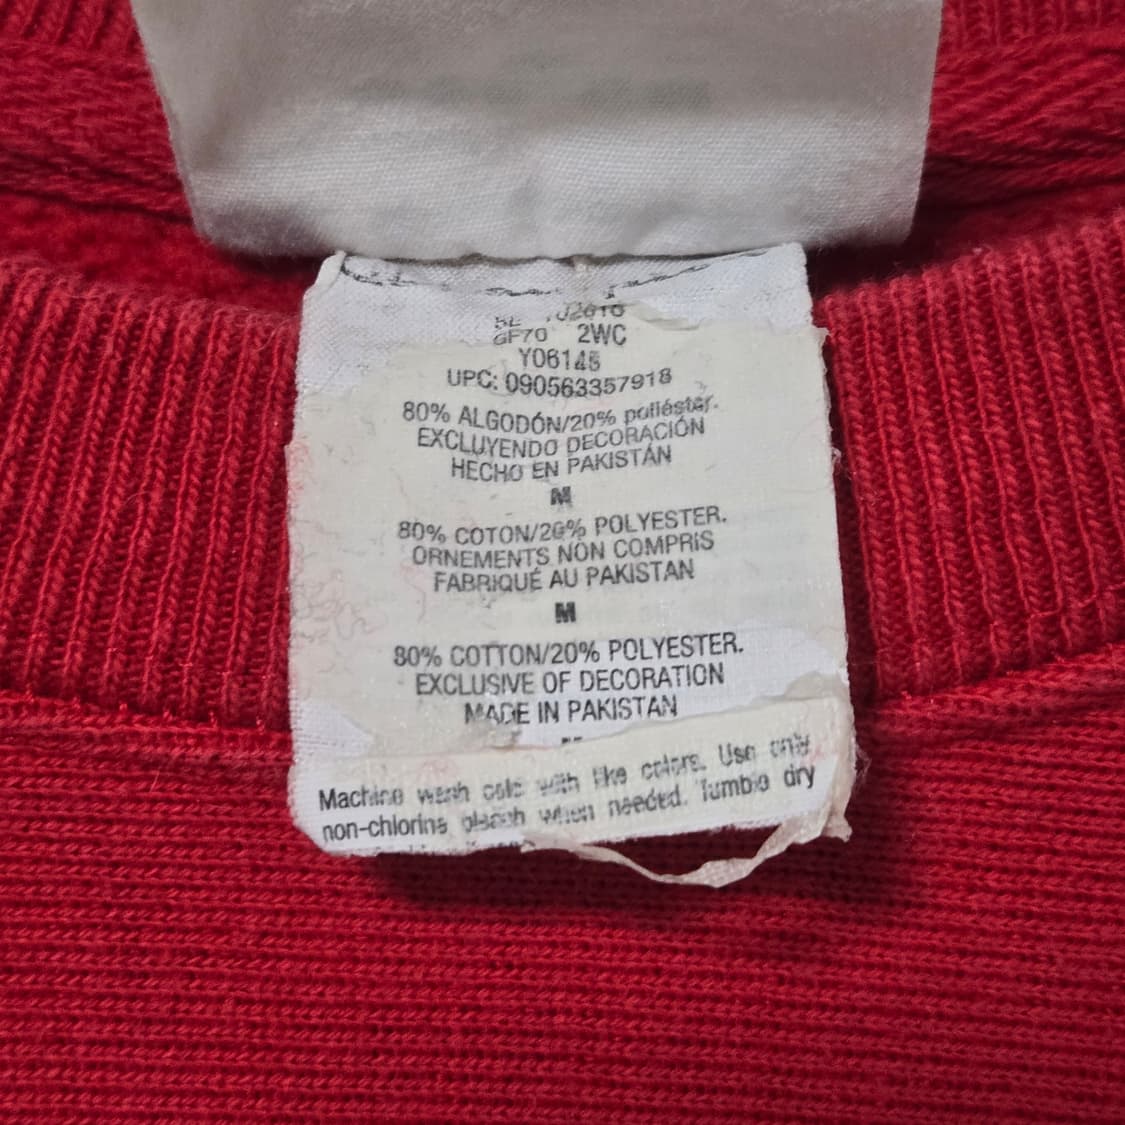 GF70 2WC
Y06145
UPC: 090563357918
80% ALGODÓN/20% poliéster.
EXCLUYENDO DECORACIÓN
HECHO EN PAKISTÁN
M
80% COTON/20% POLYESTER.
ORNEMENTS NON COMPRIS
FABRIQUÉ AU PAKISTAN
M
80% COTTON/20% POLYESTER.
EXCLUSIVE OF DECORATION
MADE IN PAKISTAN
Machine wash cold with like colors. Use only
non-chlorine bleach when needed. Tumble dry